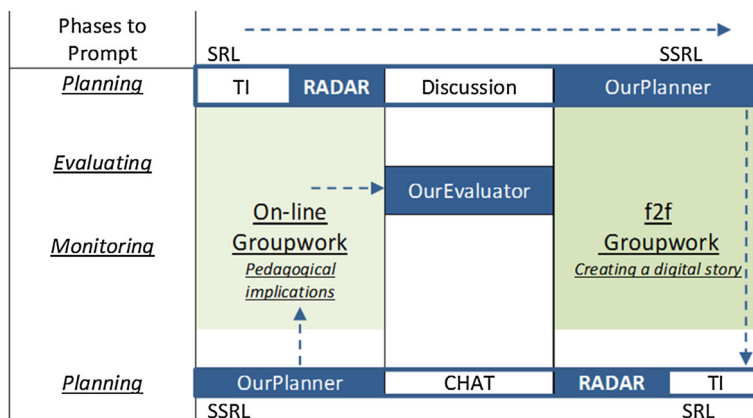 Phases to
Prompt
SRL
SSRL
Planning
TI
RADAR
Discussion
OurPlanner
Evaluating
OurEvaluator
On-line
Groupwork
Pedagogical
implications
f2f
Groupwork
Creating a digital story
Monitoring
Planning
OurPlanner
CHAT
RADAR
TI
SSRL
SRL